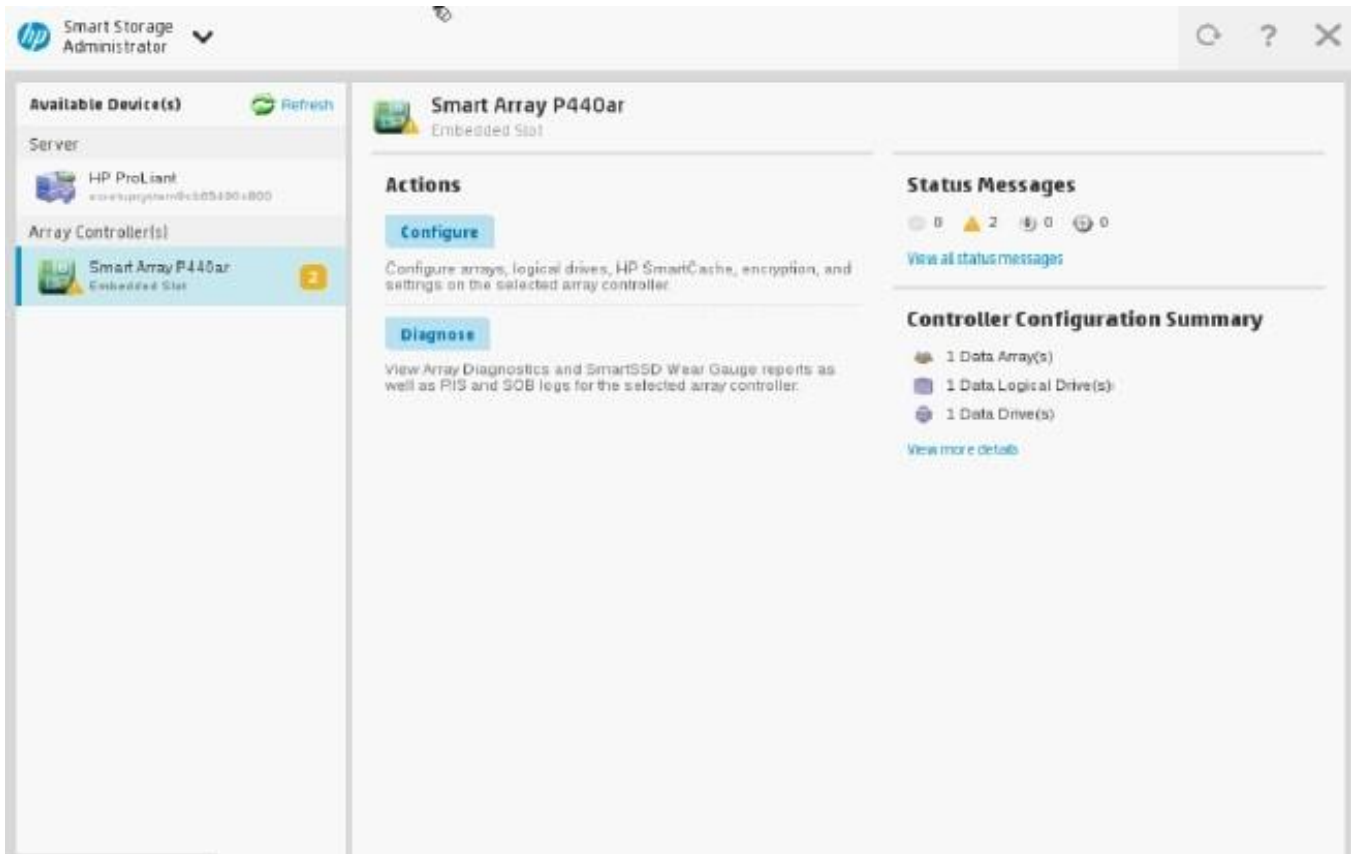 hp
Smart Storage
Administrator
?
Available Device(s)
Refresh
Server
HP ProLiant
Array Controller(s)
Smart Array P440ar
Embedded Slot
2
Smart Array P440ar
Embedded Slot
Actions
Configure
Configure arrays, logical drives, HP SmartCache, encryption, and
settings on the selected array controller.
Diagnose
View Array Diagnostics and SmartSSD Wear Gauge reports as
well as PIS and SOB logs for the selected array controller.
Status Messages
0 2 0 0
View all status messages
Controller Configuration Summary
1 Data Array(s)
1 Data Logical Drive(s)
1 Data Drive(s)
View more details